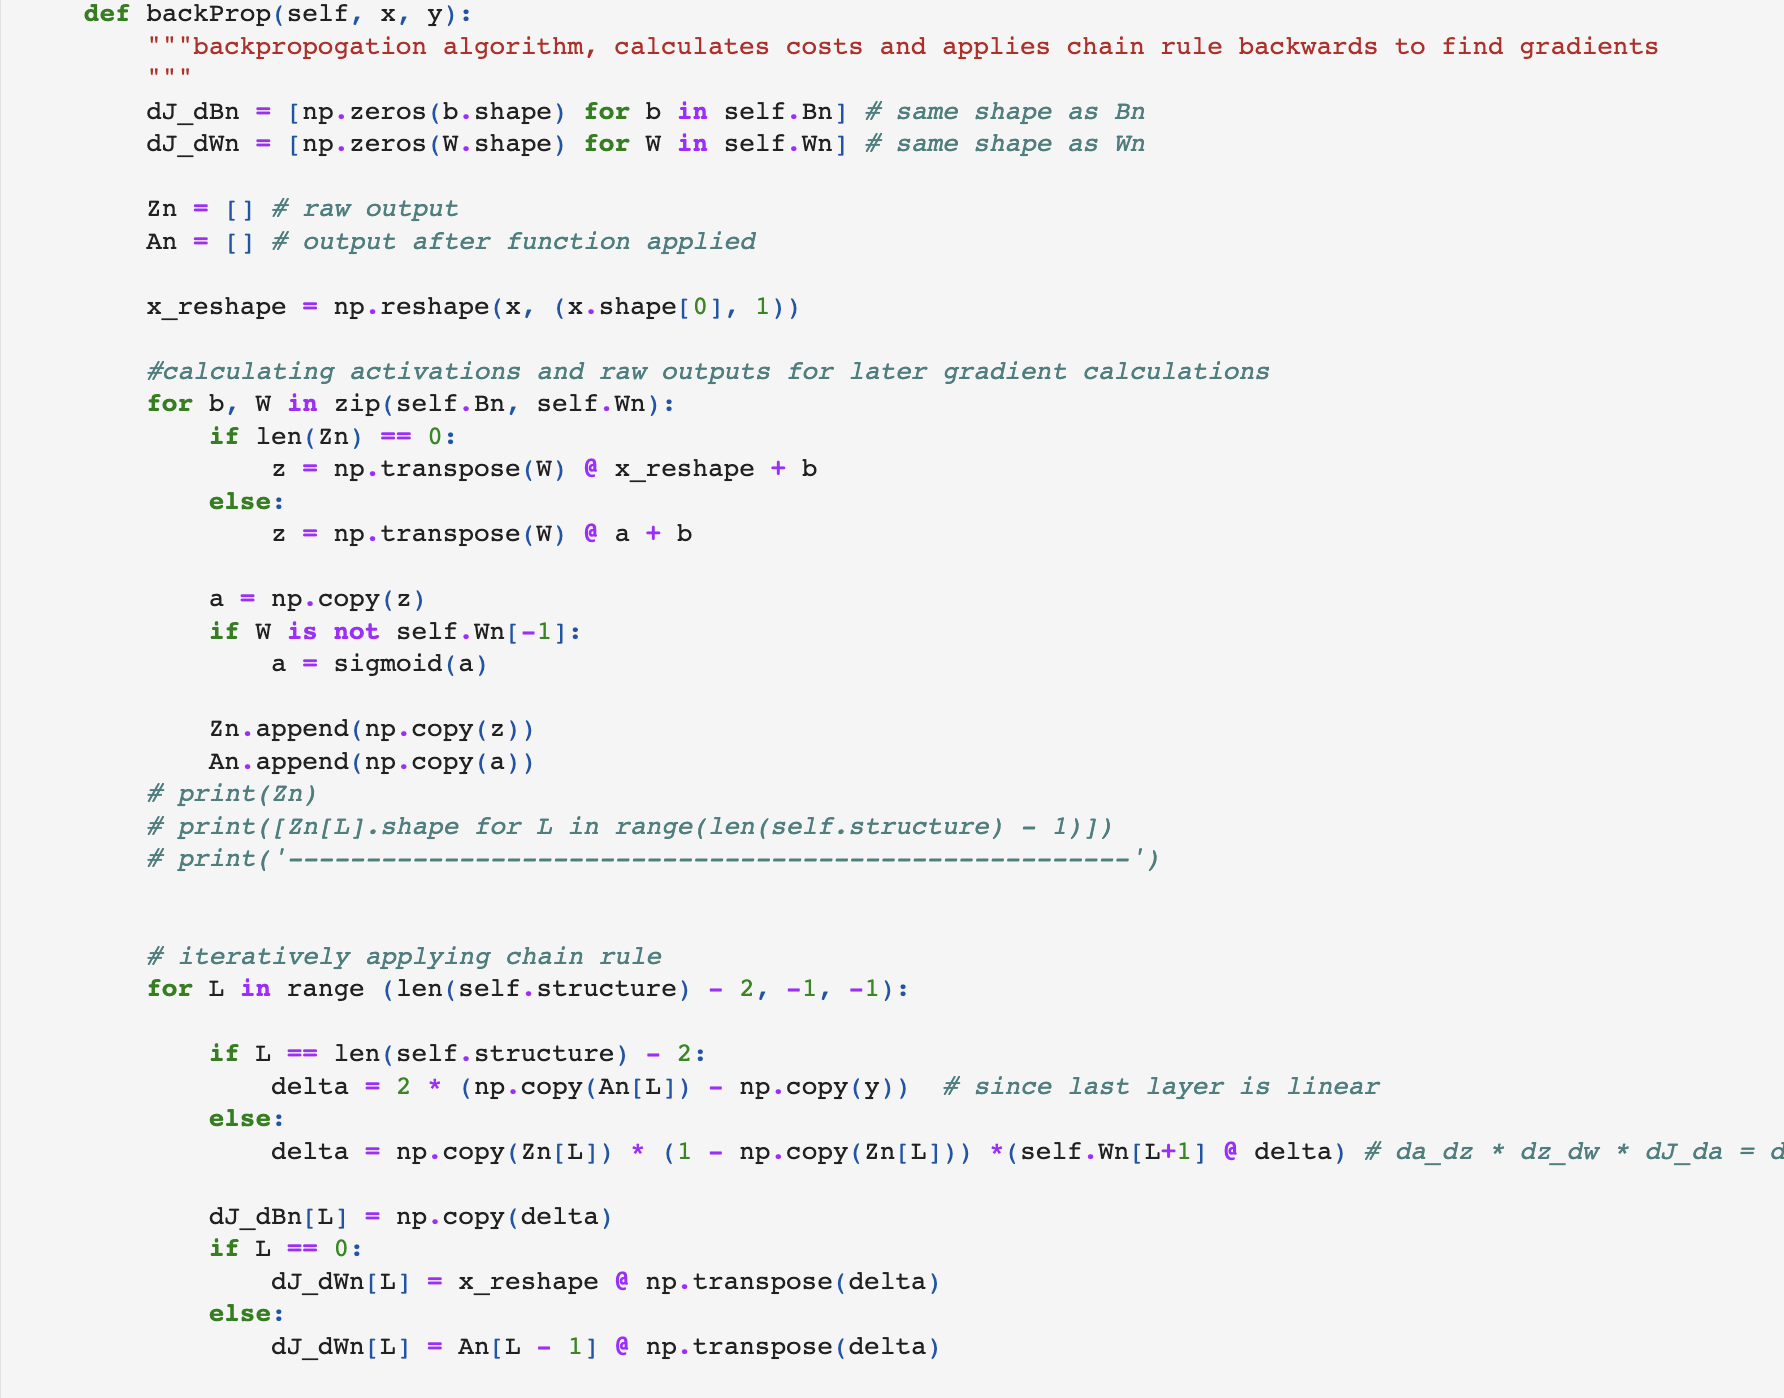 def backProp(self, x, y):
"""backpropogation algorithm, calculates costs and applies chain rule backwards to find gradients
"""
dJ_dBn = [np.zeros(b.shape) for b in self.Bn] # same shape as Bn
dJ_dWn = [np.zeros(W.shape) for W in self.Wn] # same shape as Wn
Zn = [] # raw output
An = [] # output after function applied
x_reshape = np.reshape(x, (x.shape[0], 1))
#calculating activations and raw outputs for later gradient calculations
for b, W in zip(self.Bn, self.Wn):
if len(Zn) == 0:
z = np.transpose(W) @ x_reshape + b
else:
z = np.transpose(W) @ a + b
a = np.copy(z)
if W is not self.Wn[-1]:
a = sigmoid(a)
Zn.append(np.copy(z))
An.append(np.copy(a))
# print(Zn)
# print([Zn[L].shape for L in range(len(self.structure) - 1)])
# print('------------------------------------------------------')
# iteratively applying chain rule
for L in range (len(self.structure) - 2, -1, -1):
if L == len(self.structure) - 2:
delta = 2 * (np.copy(An[L]) - np.copy(y))  # since last layer is linear
else:
delta = np.copy(Zn[L]) * (1 - np.copy(Zn[L])) *(self.Wn[L+1] @ delta) # da_dz * dz_dw * dJ_da =
dJ_dBn[L] = np.copy(delta)
if L == 0:
dJ_dWn[L] = x_reshape @ np.transpose(delta)
else:
dJ_dWn[L] = An[L - 1] @ np.transpose(delta)